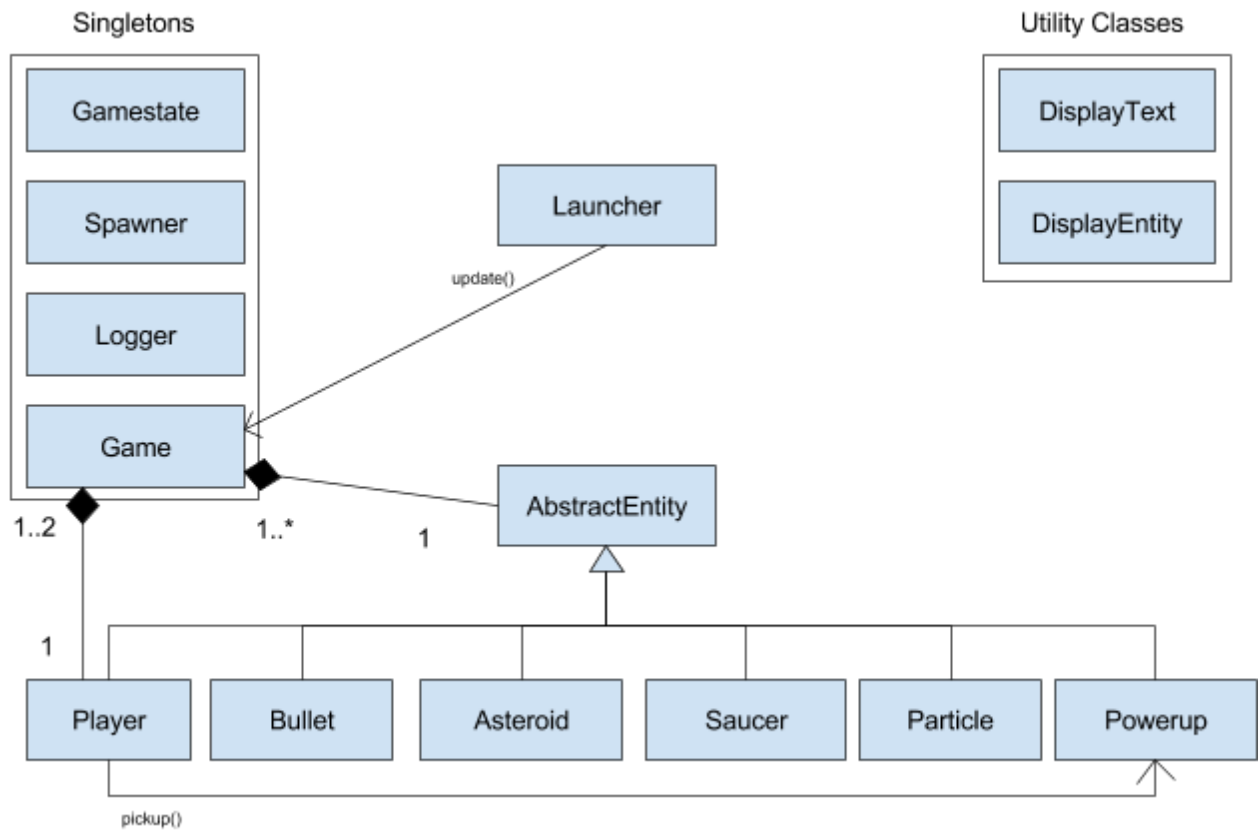 Singletons
Utility Classes
Gamestate
DisplayText
Spawner
Launcher
DisplayEntity
update()
Logger
Game
AbstractEntity
1..2
1..*
1
1
Player
Bullet
Asteroid
Saucer
Particle
Powerup
pickup()